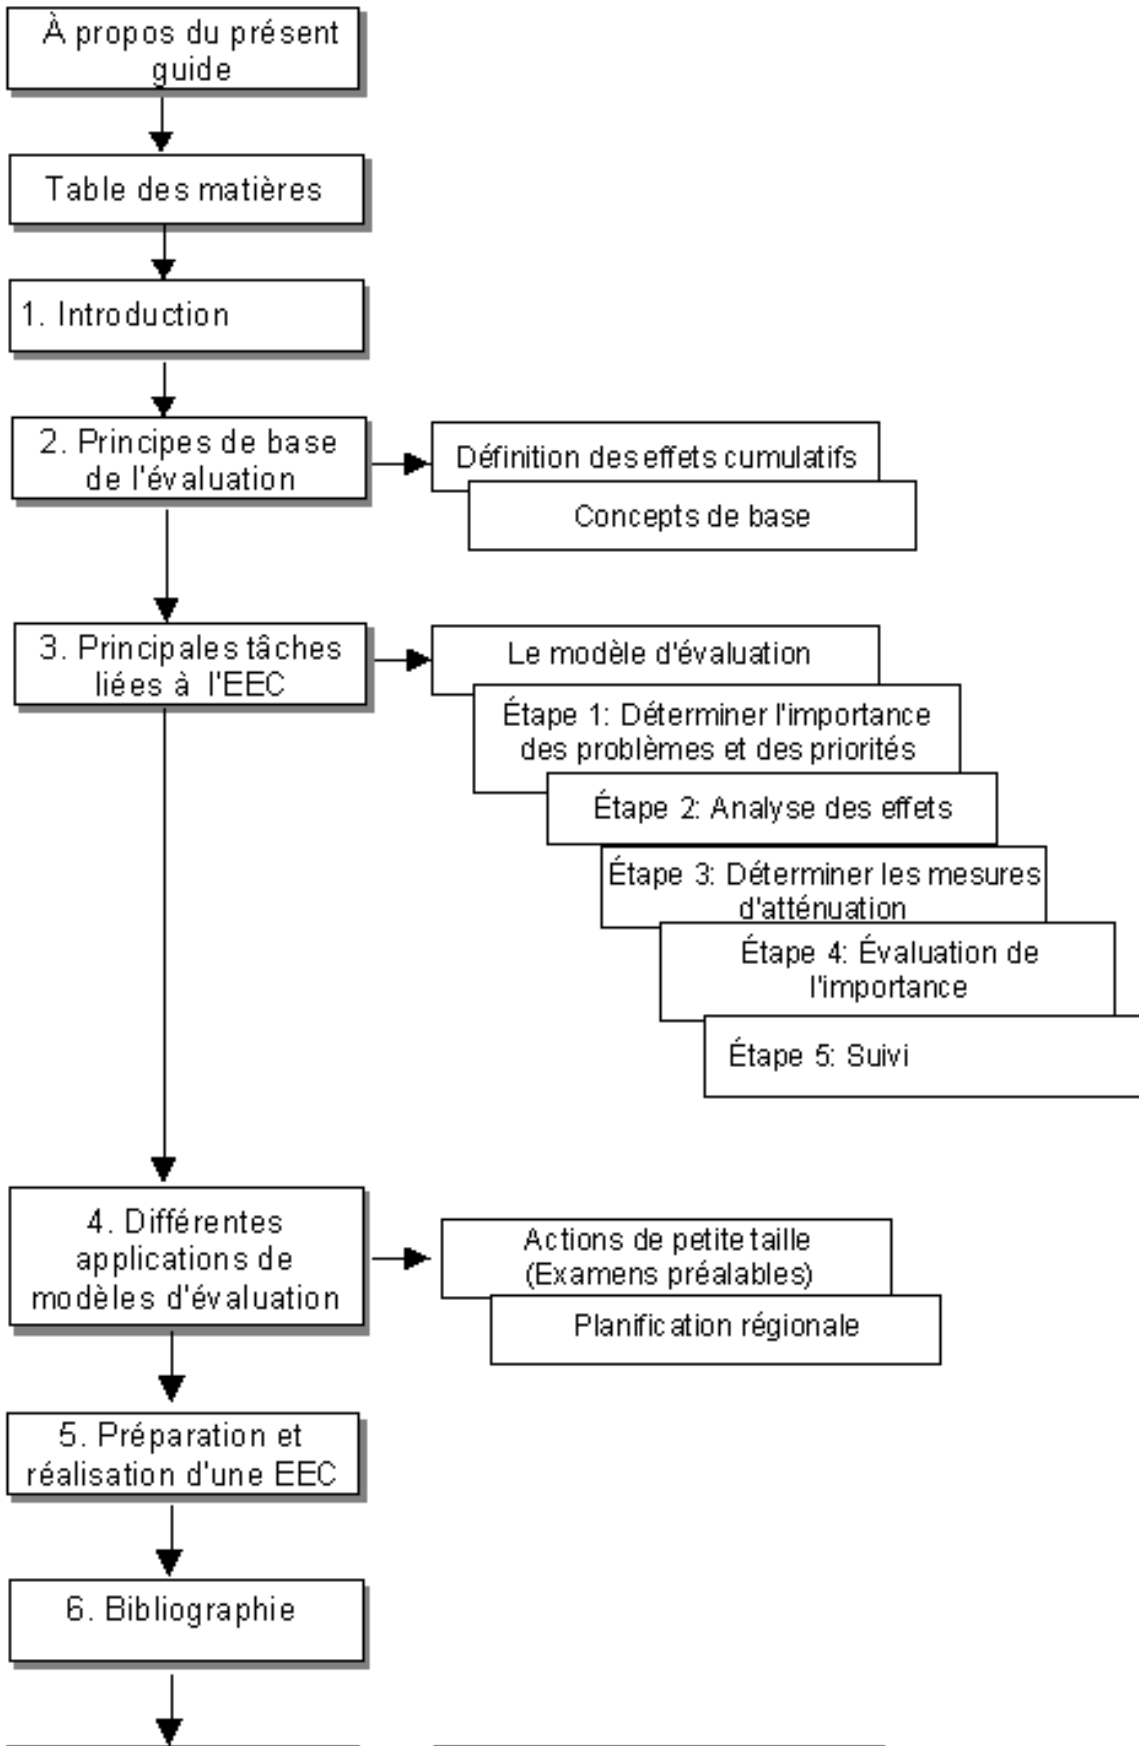 À propos du présent
guide
Table des matières
1. Introduction
2. Principes de base
de l'évaluation
Définition des effets cumulatifs
Concepts de base
3. Principales tâches
liées à l'EEC
Le modèle d'évaluation
Étape 1: Déterminer l'importance
des problèmes et des priorités
Étape 2: Analyse des effets
Étape 3: Déterminer les mesures
d'atténuation
Étape 4: Évaluation de
l'importance
Étape 5: Suivi
4. Différentes
applications de
modèles d'évaluation
Actions de petite taille
(Examens préalables)
Planification régionale
5. Préparation et
réalisation d'une EEC
6. Bibliographie